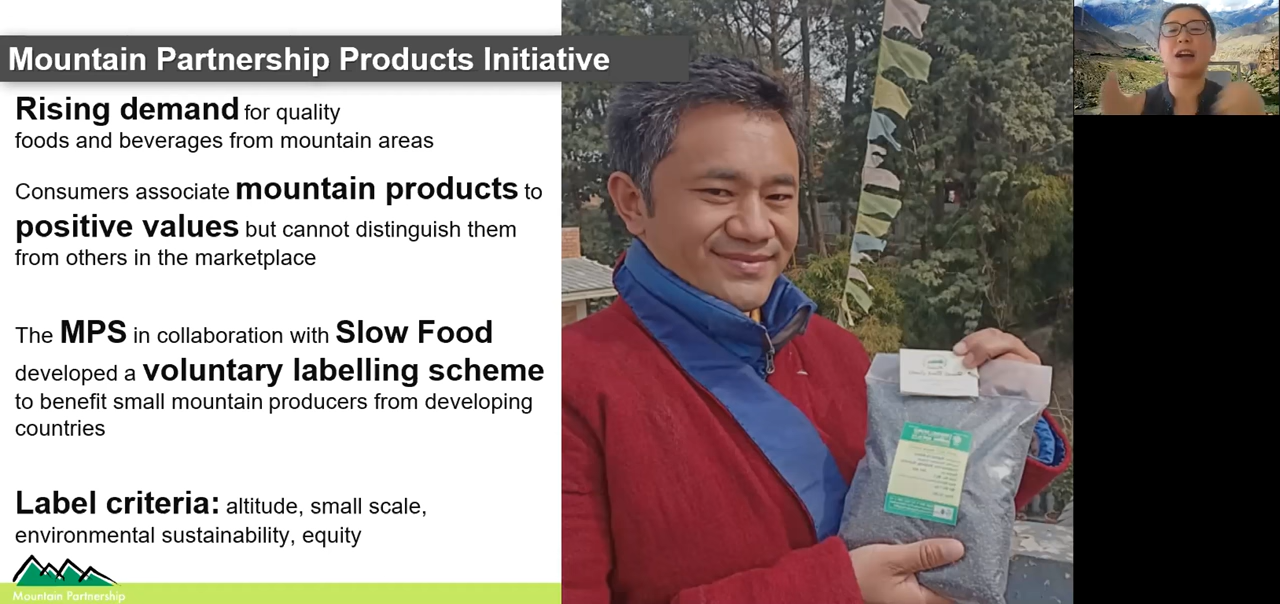 Mountain Partnership Products Initiative
Rising demand for quality
foods and beverages from mountain areas
Consumers associate mountain products to
positive values but cannot distinguish them
from others in the marketplace
The MPS in collaboration with Slow Food
developed a voluntary labelling scheme
to benefit small mountain producers from developing
countries
Label criteria: altitude, small scale,
environmental sustainability, equity
Mountain Partnership